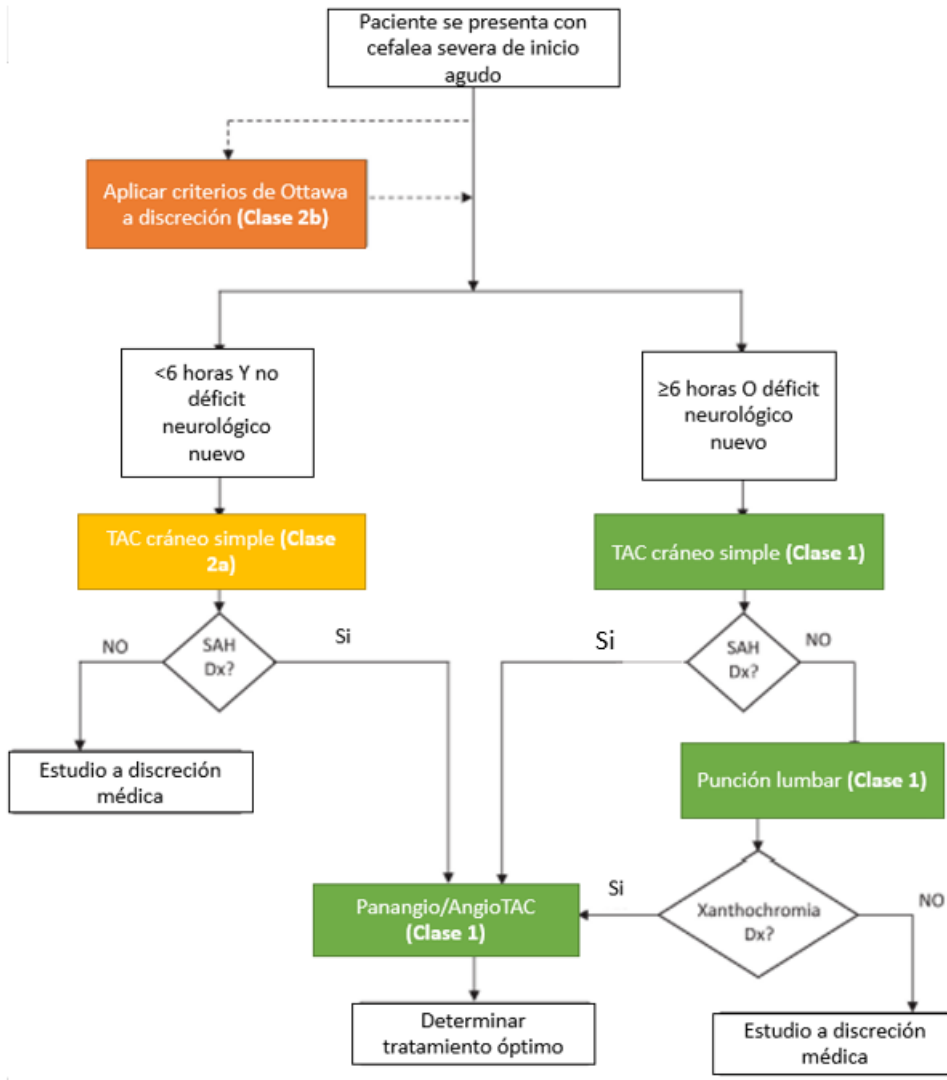 Paciente se presenta con
cefalea severa de inicio
agudo
Aplicar criterios de Ottawa
a discreción (Clase 2b)
<6 horas Y no
déficit
neurológico
nuevo
≥6 horas O déficit
neurológico
nuevo
TAC cráneo simple (Clase
2a)
TAC cráneo simple (Clase 1)
NO
SAH
Dx?
Si
Si
SAH
Dx?
NO
Estudio a discreción
médica
Punción lumbar (Clase 1)
Panangio/AngioTAC
(Clase 1)
Si
Xanthochromia
Dx?
NO
Determinar
tratamiento óptimo
Estudio a discreción
médica